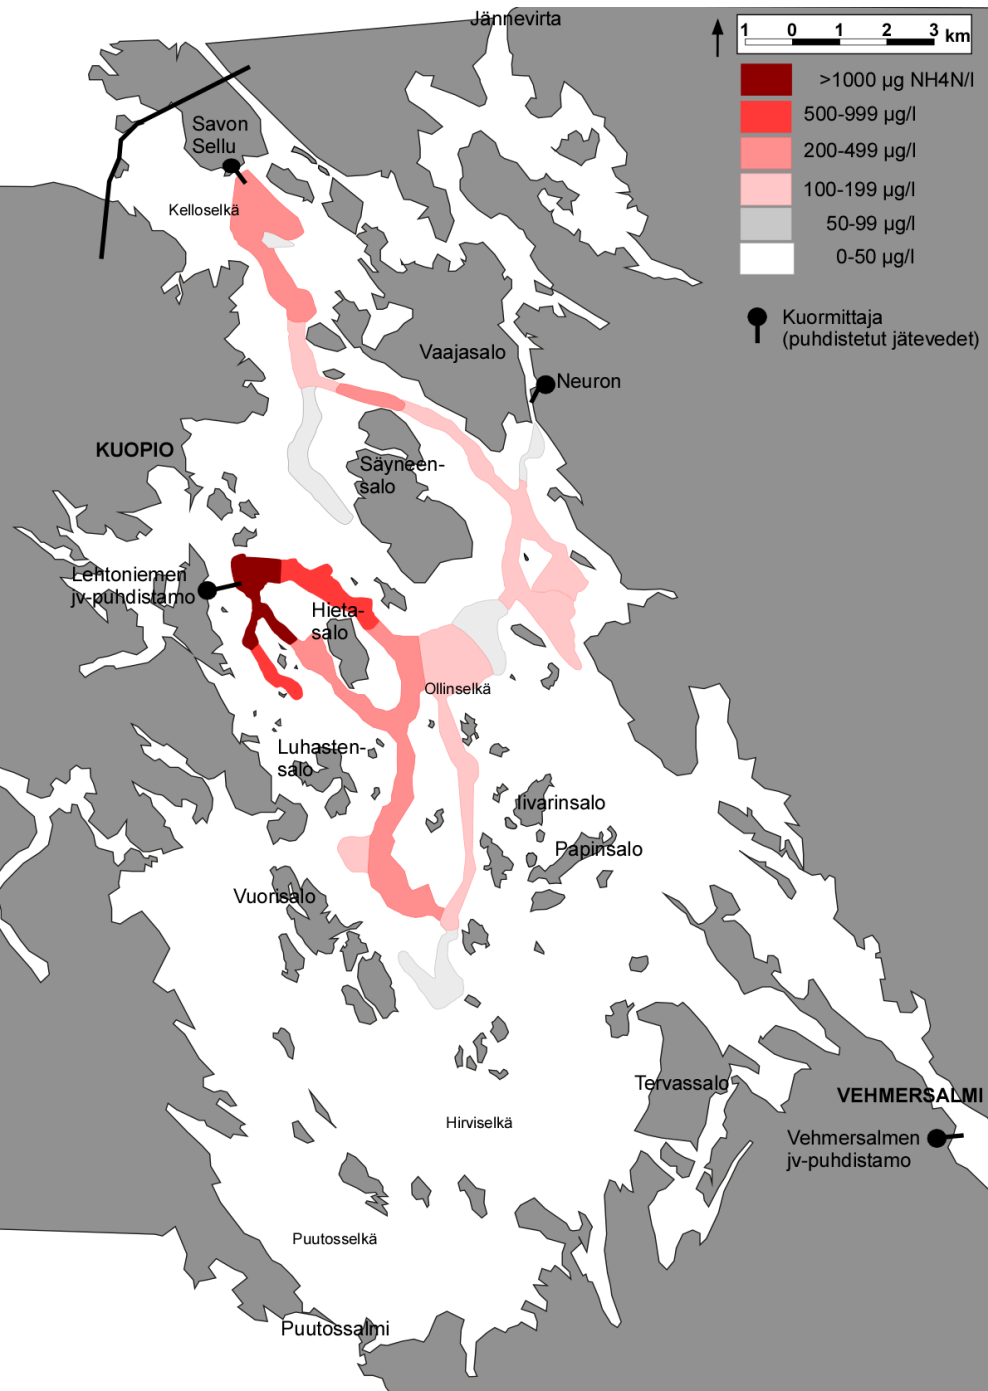 Jännevirta
1 0 1 2 3 km
>1000 µg NH4N/l
500-999 µg/l
200-499 µg/l
100-199 µg/l
50-99 µg/l
0-50 µg/l
Kuormittaja
(puhdistetut jätevedet)
Savon
Sellu
Kelloselkä
Vaajasalo
Neuron
KUOPIO
Säyneen-
salo
Lehtoniemen
jv-puhdistamo
Hieta-
salo
Ollinselkä
Luhasten-
salo
Iivarinsalo
Papinsalo
Vuorisalo
Tervassalo
VEHMERSALMI
Hirviselkä
Vehmersalmen
jv-puhdistamo
Puutosselkä
Puutossalmi